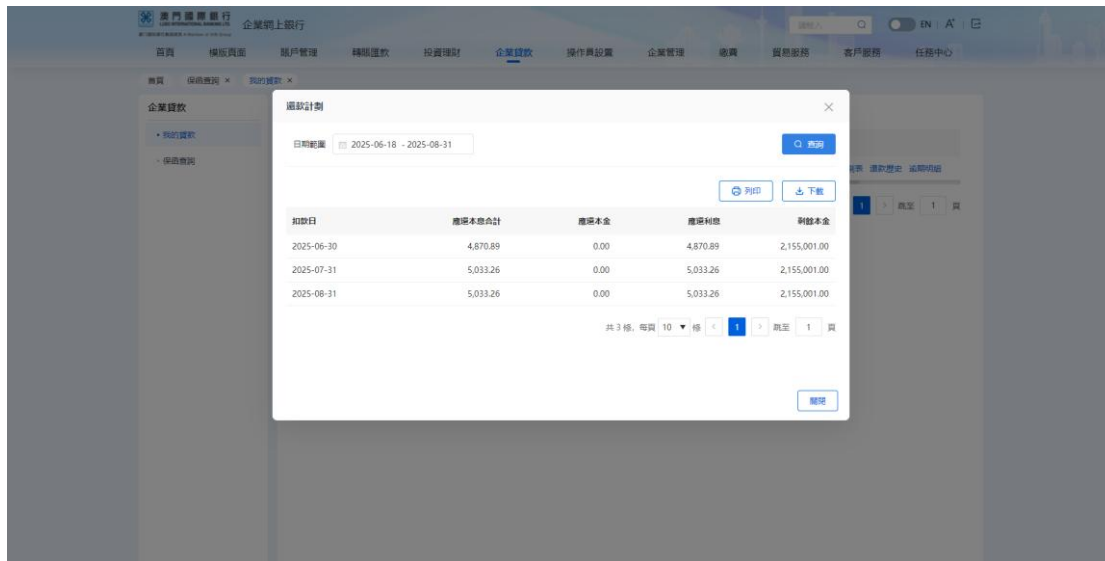 澳門國際銀行 企業網上銀行
LUSO INTERNATIONAL BANKING LTD.
EN A
首頁 橫版頁面 賬戶管理 轉賬匯款 投資理財 企業貸款 操作員設置 企業管理 繳費 貿易服務 客戶服務 任務中心
首頁 保函查詢 × 我的貸款 ×
企業貸款
• 我的貸款
· 保函查詢
還款歷史 逾期明細
1 > 跳至 1 頁
還款計劃 ×
日期範圍 2025-06-18 - 2025-08-31 查詢
列印 下載
扣款日 應還本息合計 應還本金 應還利息 剩餘本金
2025-06-30 4,870.89 0.00 4,870.89 2,155,001.00
2025-07-31 5,033.26 0.00 5,033.26 2,155,001.00
2025-08-31 5,033.26 0.00 5,033.26 2,155,001.00
共 3 條, 每頁 10 ▼ 條 < 1 > 跳至 1 頁
關閉